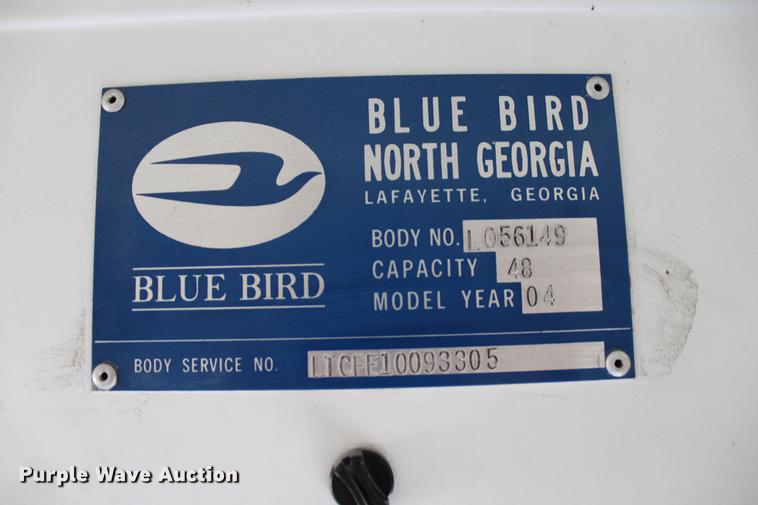 BLUE BIRD
NORTH GEORGIA
LAFAYETTE, GEORGIA
BODY NO. L056149
CAPACITY 48
MODEL YEAR 04
BLUE BIRD
BODY SERVICE NO. LTCFE10093305
Purple Wave Auction